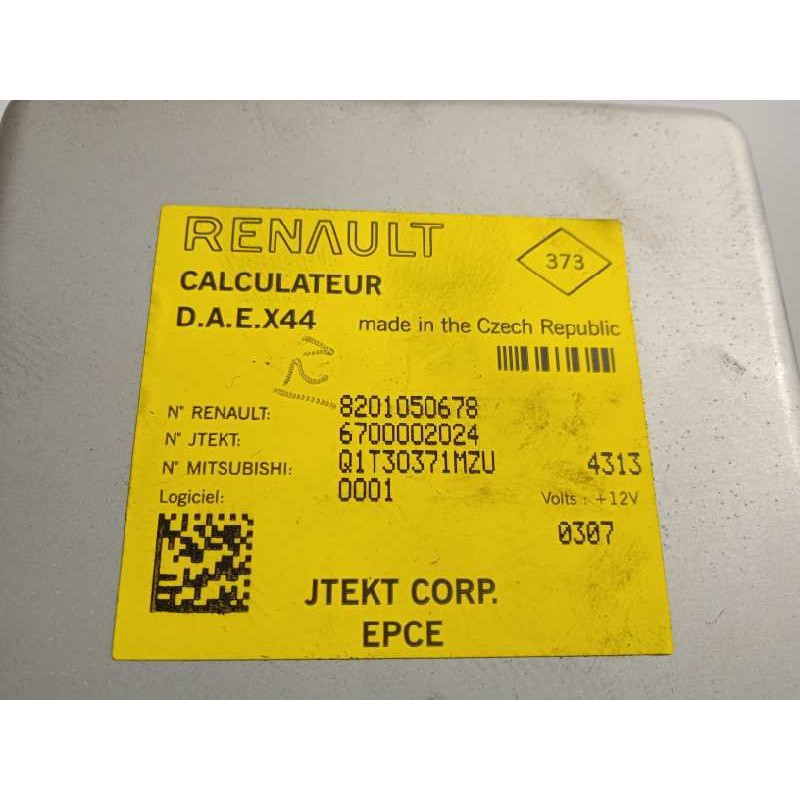 RENAULT
373
CALCULATEUR
D.A.E.X44 made in the Czech Republic
N° RENAULT: 8201050678
N° JTEKT: 6700002024
N° MITSUBISHI: Q1T30371MZU 4313
Logiciel: 0001 Volts : +12V
0307
JTEKT CORP.
EPCE